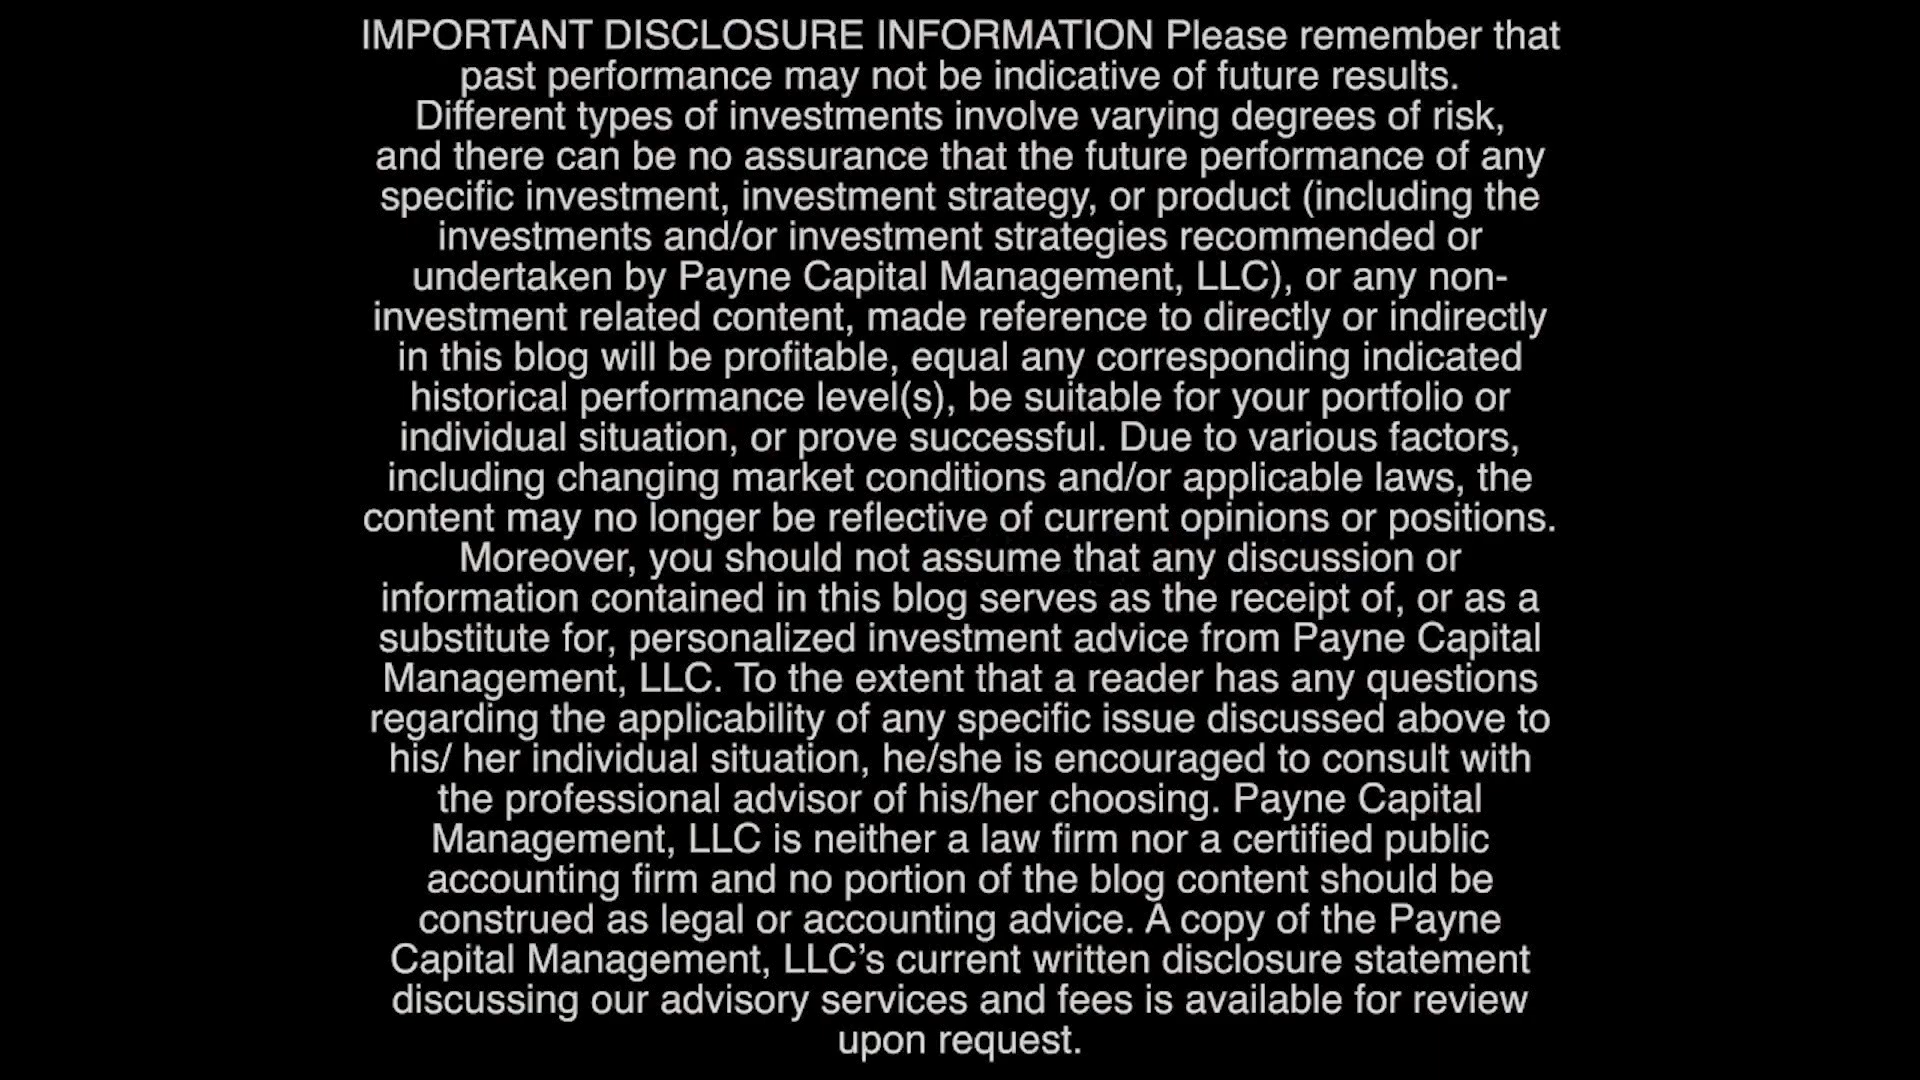 IMPORTANT DISCLOSURE INFORMATION Please remember that
past performance may not be indicative of future results.
Different types of investments involve varying degrees of risk,
and there can be no assurance that the future performance of any
specific investment, investment strategy, or product (including the
investments and/or investment strategies recommended or
undertaken by Payne Capital Management, LLC), or any non-
investment related content, made reference to directly or indirectly
in this blog will be profitable, equal any corresponding indicated
historical performance level(s), be suitable for your portfolio or
individual situation, or prove successful. Due to various factors,
including changing market conditions and/or applicable laws, the
content may no longer be reflective of current opinions or positions.
Moreover, you should not assume that any discussion or
information contained in this blog serves as the receipt of, or as a
substitute for, personalized investment advice from Payne Capital
Management, LLC. To the extent that a reader has any questions
regarding the applicability of any specific issue discussed above to
his/ her individual situation, he/she is encouraged to consult with
the professional advisor of his/her choosing. Payne Capital
Management, LLC is neither a law firm nor a certified public
accounting firm and no portion of the blog content should be
construed as legal or accounting advice. A copy of the Payne
Capital Management, LLC’s current written disclosure statement
discussing our advisory services and fees is available for review
upon request.